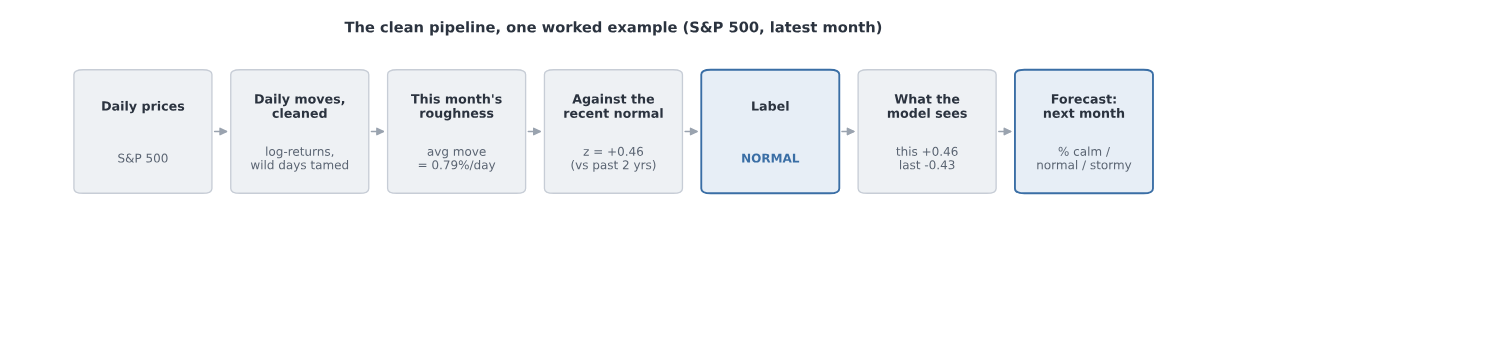 The clean pipeline, one worked example (S&P 500, latest month)
Daily prices
S&P 500
Daily moves,
cleaned
log-returns,
wild days tamed
This month's
roughness
avg move
= 0.79%/day
Against the
recent normal
z = +0.46
(vs past 2 yrs)
Label
NORMAL
What the
model sees
this +0.46
last -0.43
Forecast:
next month
% calm /
normal / stormy